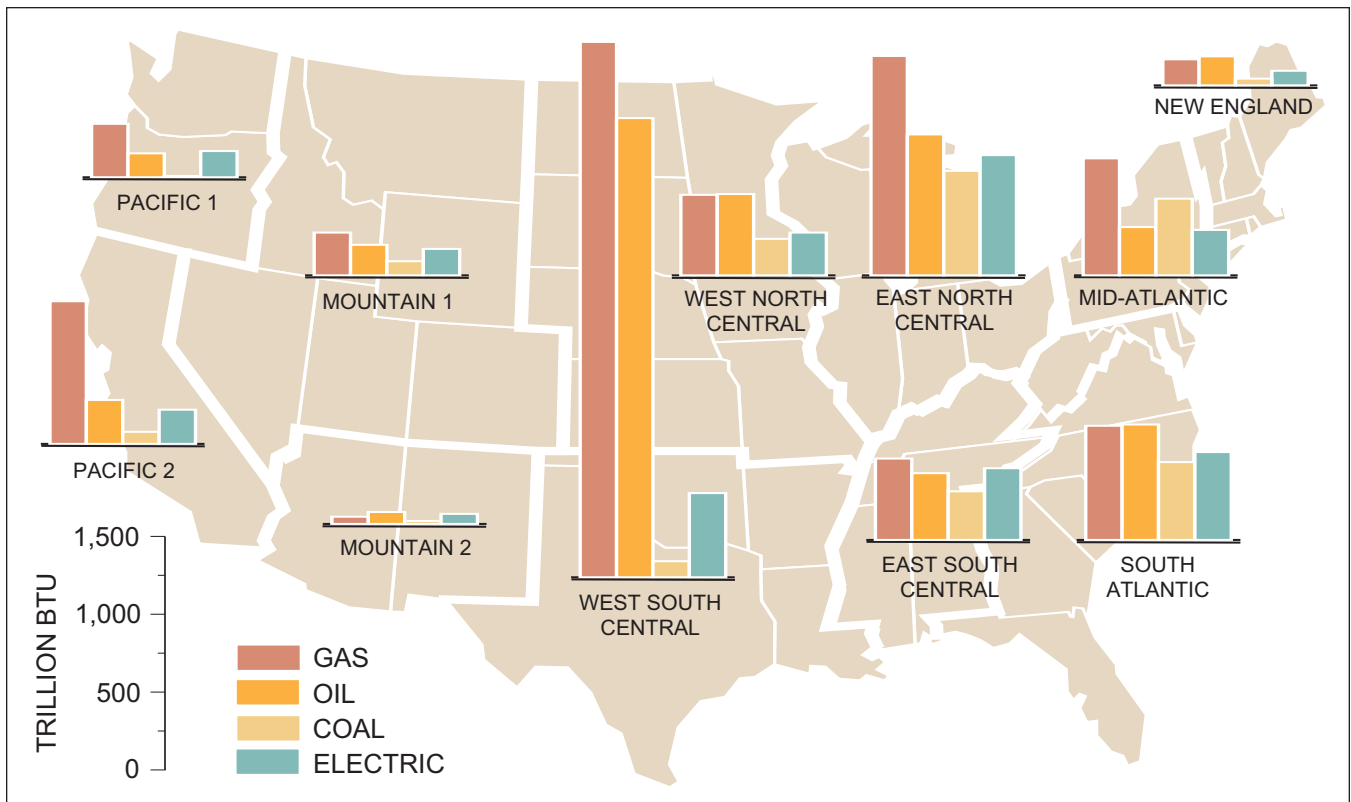 NEW ENGLAND
PACIFIC 1
MOUNTAIN 1
WEST NORTH
CENTRAL
EAST NORTH
CENTRAL
MID-ATLANTIC
PACIFIC 2
MOUNTAIN 2
WEST SOUTH
CENTRAL
EAST SOUTH
CENTRAL
SOUTH
ATLANTIC
TRILLION BTU
1,500
1,000
500
0
GAS
OIL
COAL
ELECTRIC